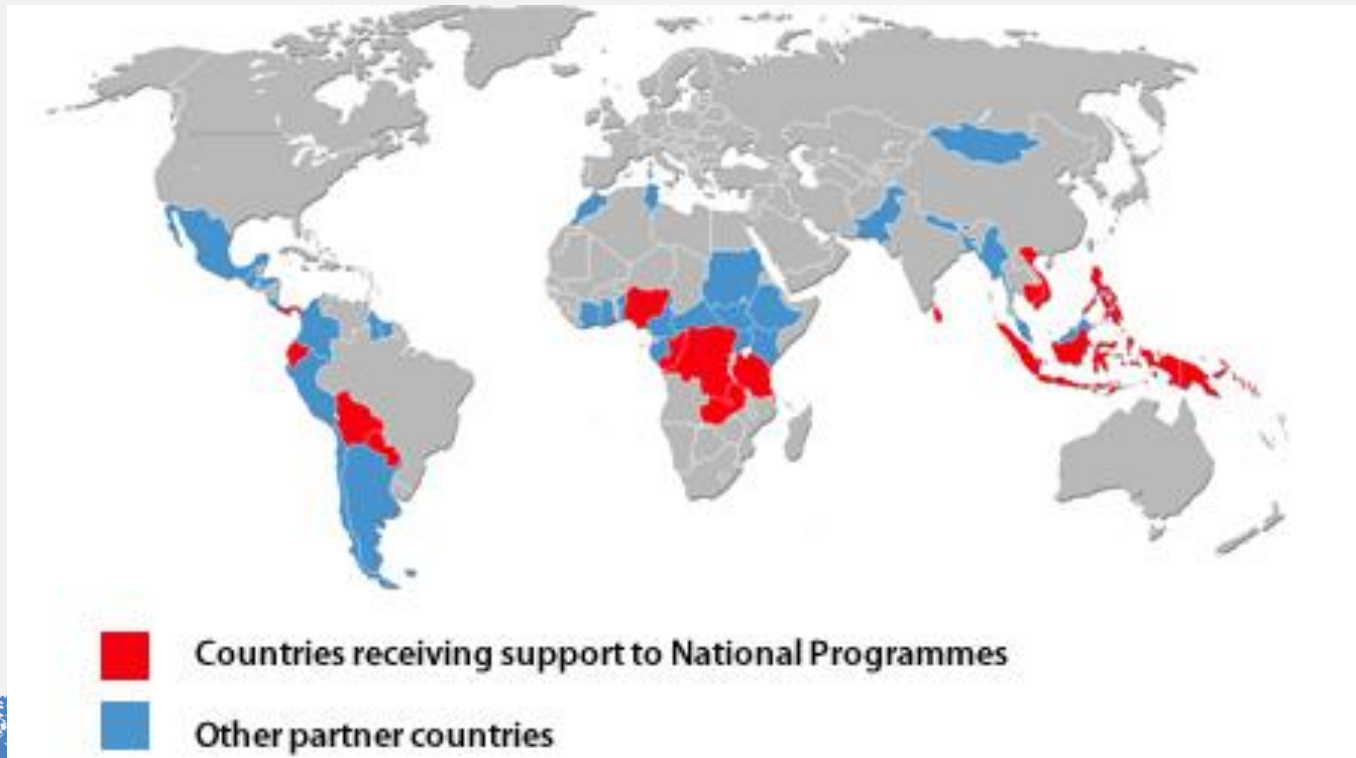 Countries receiving support to National Programmes
Other partner countries